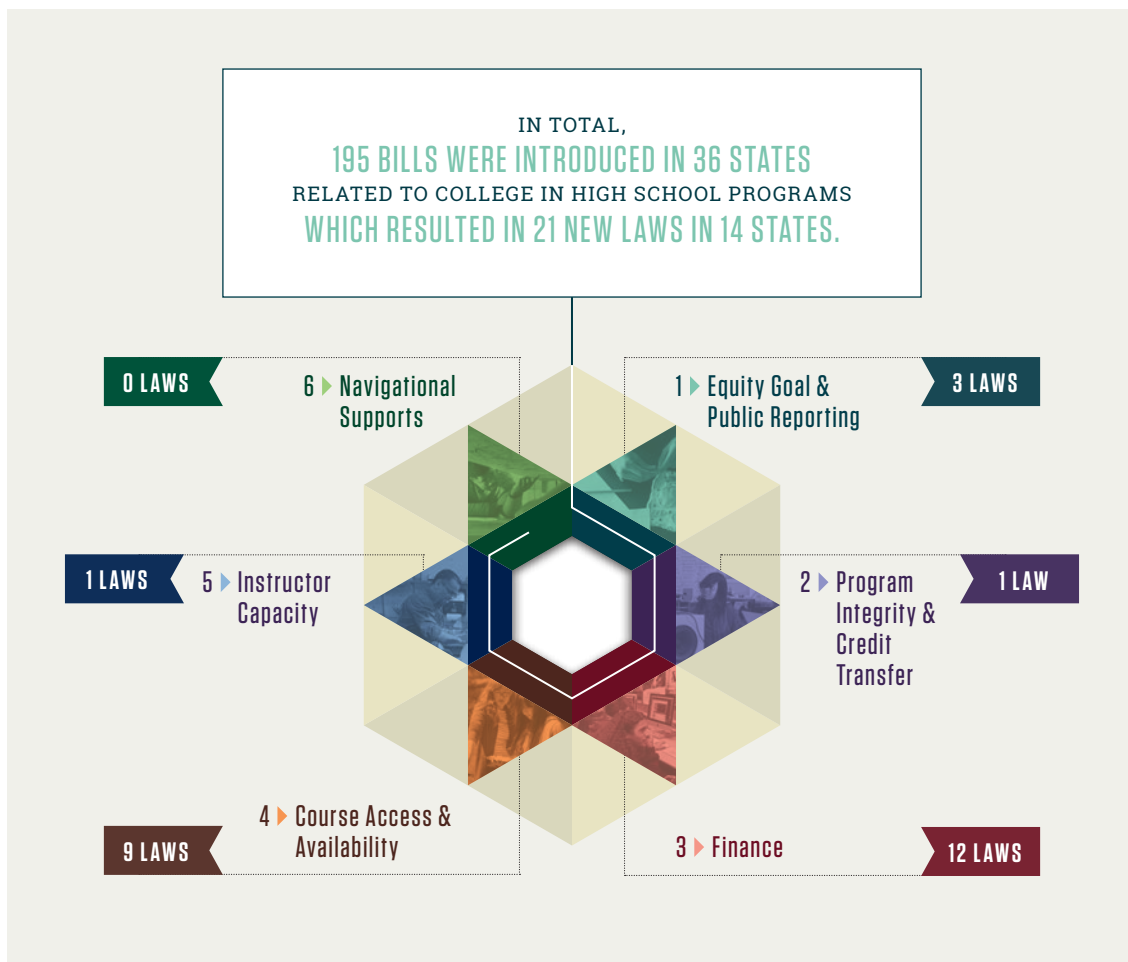 IN TOTAL,
195 BILLS WERE INTRODUCED IN 36 STATES
RELATED TO COLLEGE IN HIGH SCHOOL PROGRAMS
WHICH RESULTED IN 21 NEW LAWS IN 14 STATES.
0 LAWS
6 Navigational
Supports
1 Equity Goal &
Public Reporting
3 LAWS
1 LAWS
5 Instructor
Capacity
2 Program
Integrity &
Credit
Transfer
1 LAW
9 LAWS
4 Course Access &
Availability
3 Finance
12 LAWS